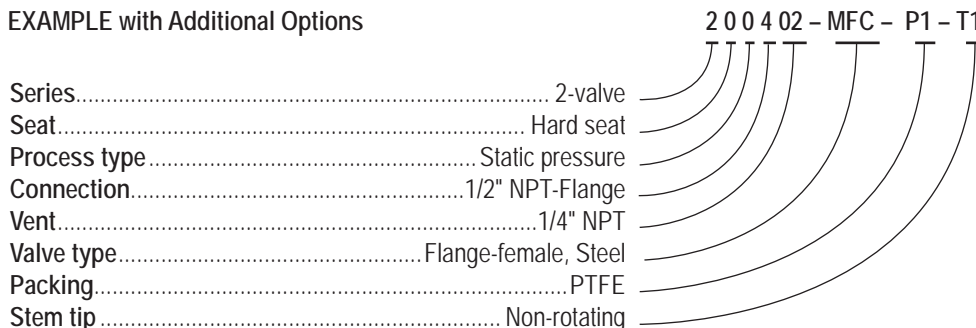 EXAMPLE with Additional Options 2 0 0 4 02 – MFC – P1 – T1
Series........ 2-valve
Seat........ Hard seat
Process type........ Static pressure
Connection........1/2" NPT-Flange
Vent........1/4" NPT
Valve type........Flange-female, Steel
Packing........PTFE
Stem tip ........ Non-rotating